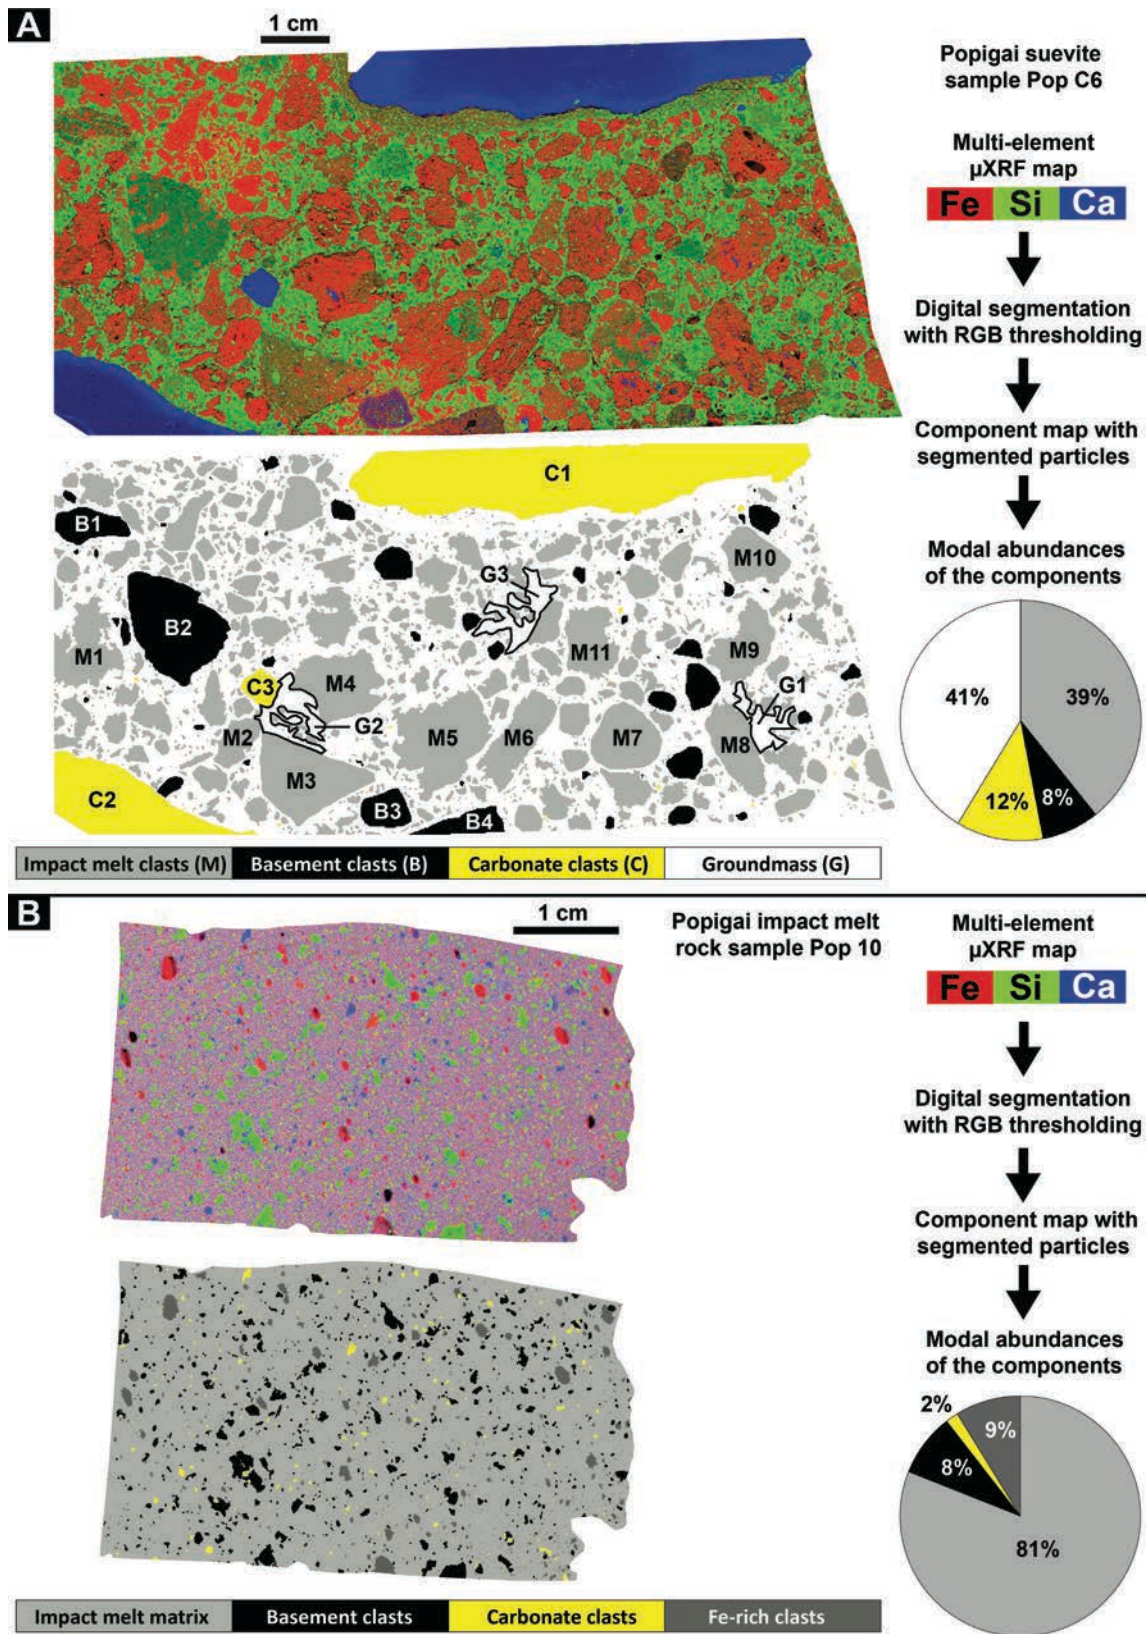 A
1 cm
Popigai suevite
sample Pop C6
Multi-element
µXRF map
Fe Si Ca
Digital segmentation
with RGB thresholding
Component map with
segmented particles
Modal abundances
of the components
41%
39%
12%
8%
C1
B1
M10
G3
B2
M1
M11
M9
C3
M4
G1
G2
M2
M5
M6
M7
M8
M3
C2
B3
B4
Impact melt clasts (M) Basement clasts (B) Carbonate clasts (C) Groundmass (G)
B
1 cm
Popigai impact melt
rock sample Pop 10
Multi-element
µXRF map
Fe Si Ca
Digital segmentation
with RGB thresholding
Component map with
segmented particles
Modal abundances
of the components
2%
9%
8%
81%
Impact melt matrix Basement clasts Carbonate clasts Fe-rich clasts